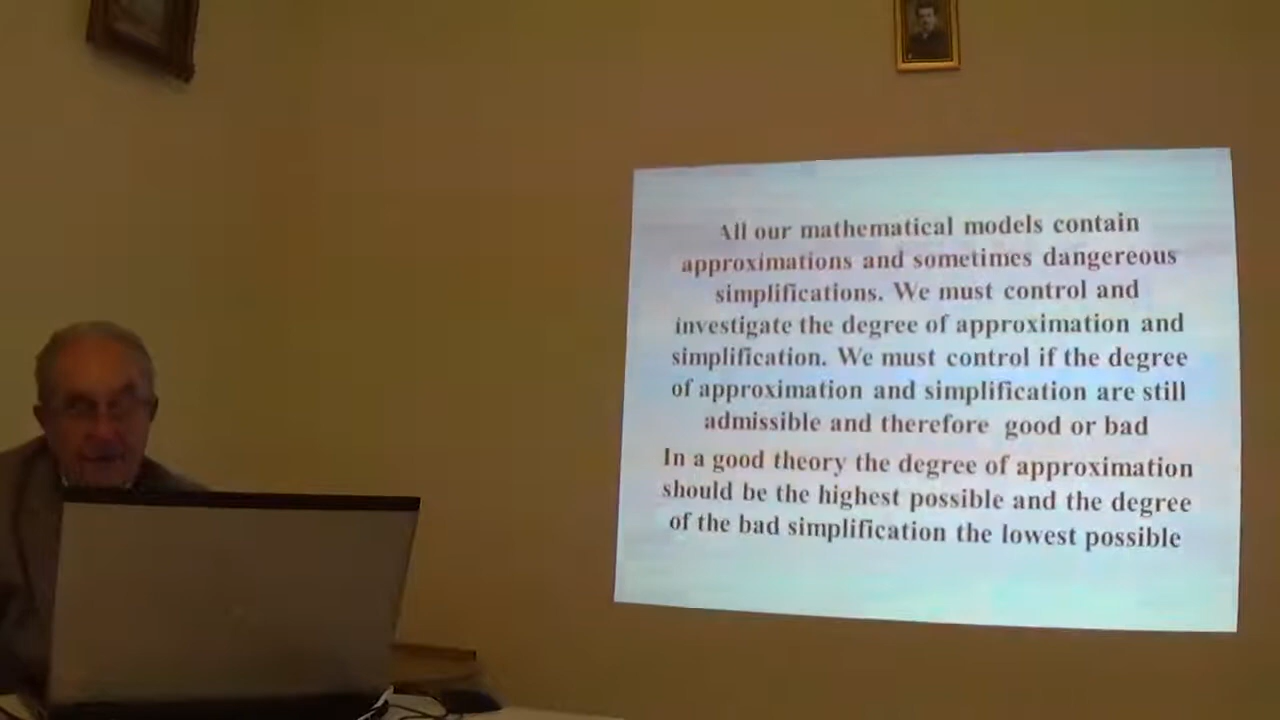 All our mathematical models contain
approximations and sometimes dangereous
simplifications. We must control and
investigate the degree of approximation and
simplification. We must control if the degree
of approximation and simplification are still
admissible and therefore good or bad
In a good theory the degree of approximation
should be the highest possible and the degree
of the bad simplification the lowest possible